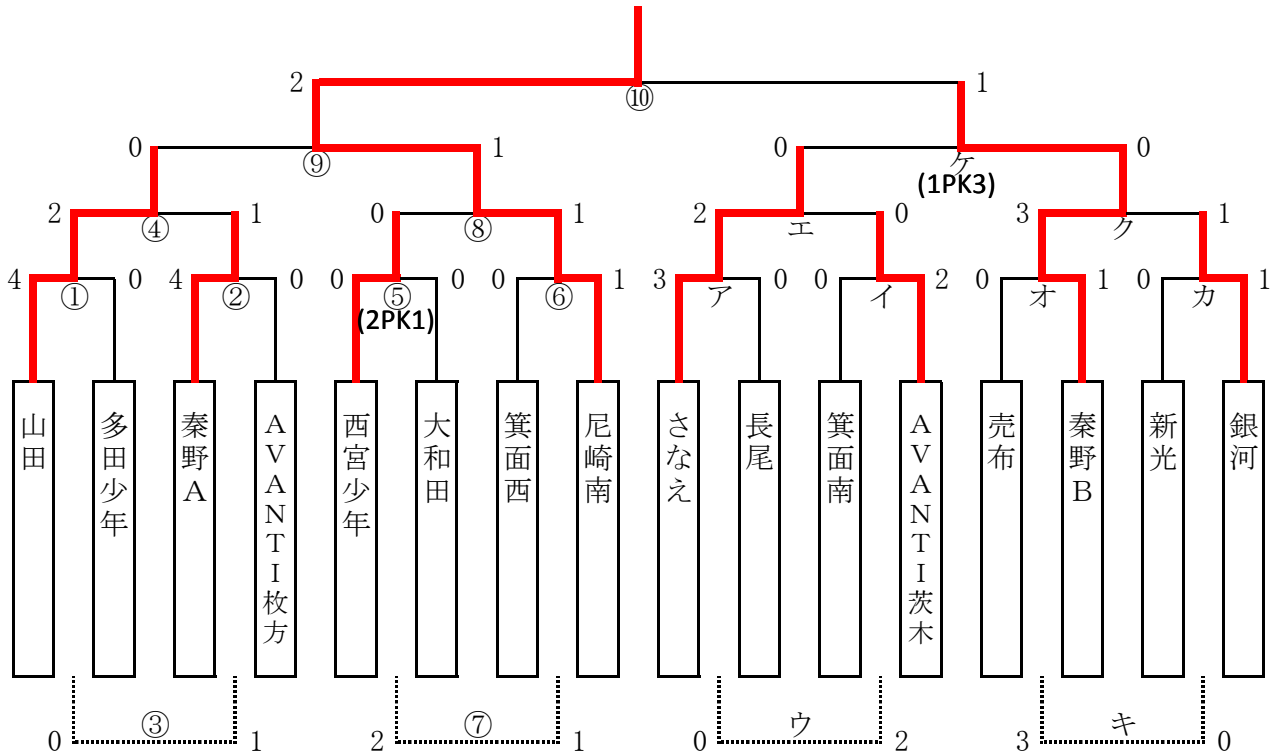 2 1
⑩
0 1 0 0
⑨ ケ
(1PK3)
2 1 0 1 2 0 3 1
④ ⑧ エ ク
4 0 4 0 0 0 0 1 3 0 0 2 0 1 0 1
① ② ⑤ ⑥ ア イ オ カ
(2PK1)
山田
多田少年
秦野A
AVANTI枚方
西宮少年
大和田
箕面西
尼崎南
さなえ
長尾
箕面南
AVANTI茨木
売布
秦野B
新光
銀河
③ ⑦ ウ キ
0 1 2 1 0 2 3 0